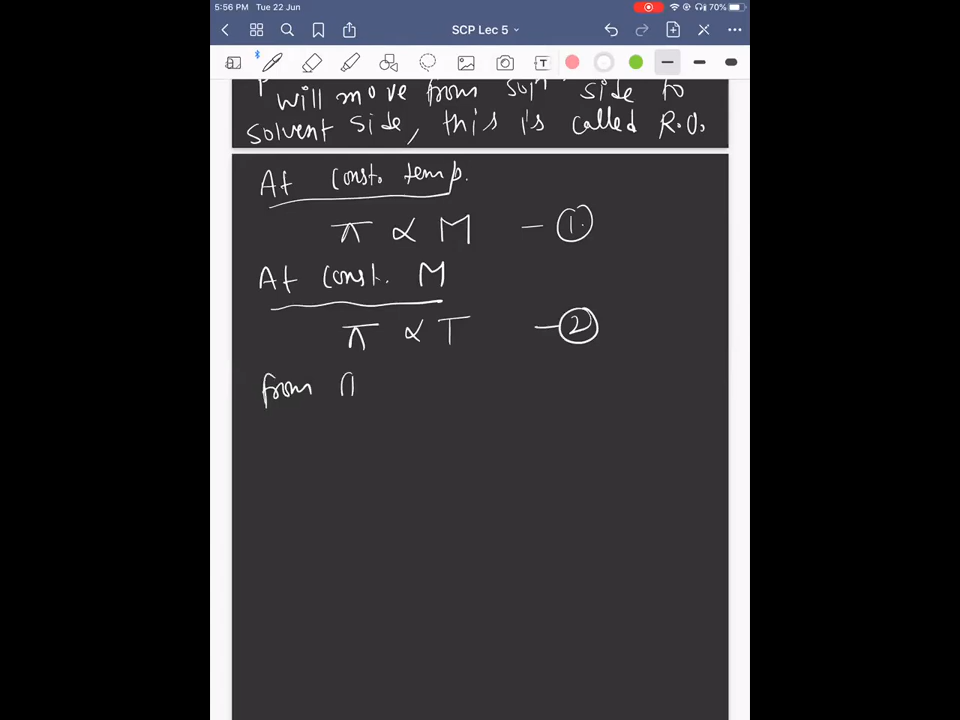 5:56 PM Tue 22 Jun
70%
SCP Lec 5
T
will move from soln side to
solvent side, this is called R.O.
At const. temp.
π ∝ M — ①
At const. M
π ∝ T — ②
from